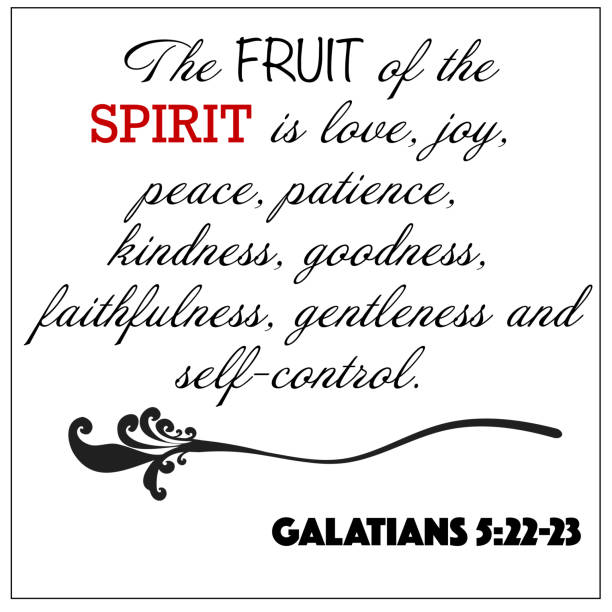 The FRUIT of the
SPIRIT is love, joy,
peace, patience,
kindness, goodness,
faithfulness, gentleness and
self-control.
GALATIANS 5:22-23